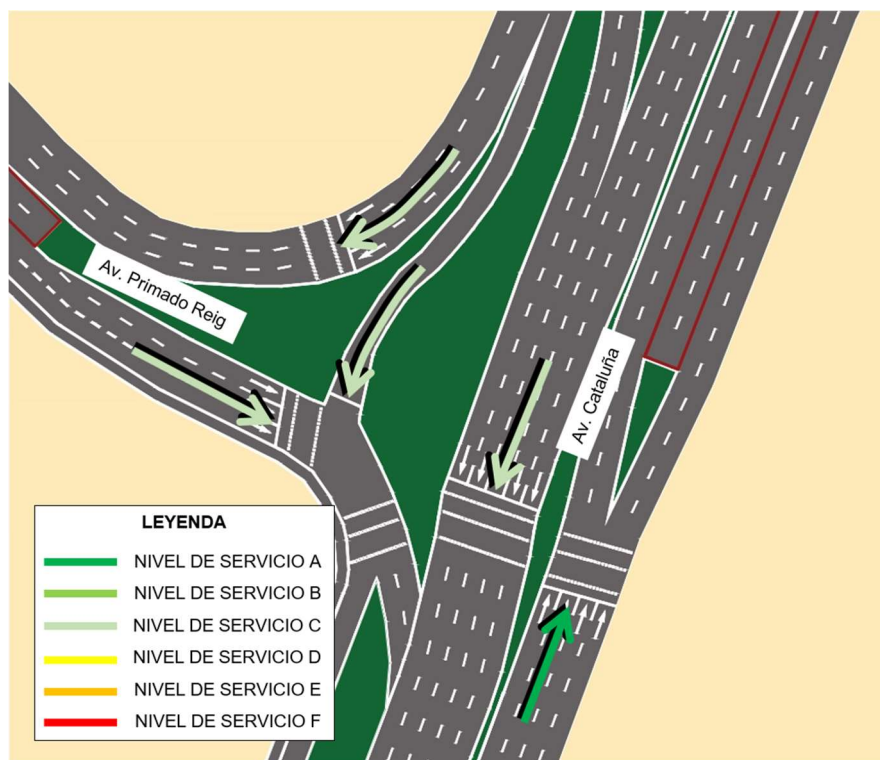 Av. Primado Reig
Av. Cataluña
LEYENDA
NIVEL DE SERVICIO A
NIVEL DE SERVICIO B
NIVEL DE SERVICIO C
NIVEL DE SERVICIO D
NIVEL DE SERVICIO E
NIVEL DE SERVICIO F